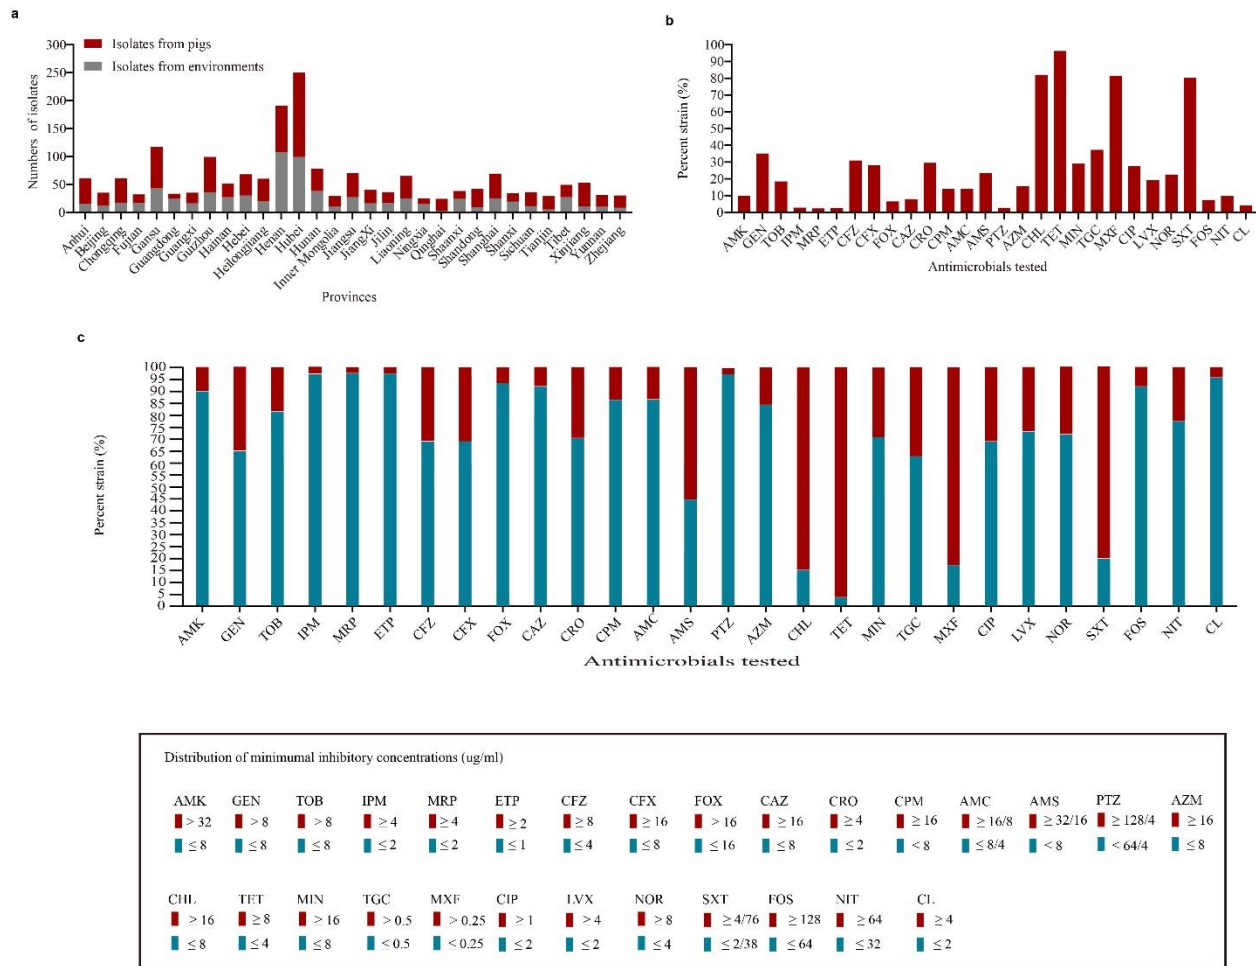 a
Isolates from pigs
Isolates from environments
300
250
200
150
100
50
0
Numbers of isolates
Anhui
Beijing
Chongqing
Fujian
Gansu
Guangdong
Guangxi
Guizhou
Hainan
Hebei
Heilongjiang
Henan
Hubei
Hunan
Inner Mongolia
Jiangsu
JiangXi
Jilin
Liaoning
Ningxia
Qinghai
Shaanxi
Shandong
Shanghai
Shanxi
Sichuan
Tianjin
Tibet
Xinjiang
Yunnan
Zhejiang
Provinces
b
100
90
80
70
60
50
40
30
20
10
0
Percent strain (%)
AMK GEN TOB IPM MRP ETP CFZ CFX FOX CAZ CRO CPM AMC AMS PTZ AZM CHL TET MIN TGC MXF CIP LVX NOR SXT FOS NIT CL
Antimicrobials tested
c
100
95
90
85
80
75
70
65
60
55
50
45
40
35
30
25
20
15
10
5
0
Percent strain (%)
AMK GEN TOB IPM MRP ETP CFZ CFX FOX CAZ CRO CPM AMC AMS PTZ AZM CHL TET MIN TGC MXF CIP LVX NOR SXT FOS NIT CL
Antimicrobials tested
Distribution of minimumal inhibitory concentrations (ug/ml)
AMK GEN TOB IPM MRP ETP CFZ CFX FOX CAZ CRO CPM AMC AMS PTZ AZM
> 32 > 8 > 8 ≥ 4 ≥ 4 ≥ 2 ≥ 8 ≥ 16 > 16 ≥ 16 ≥ 4 ≥ 16 ≥ 16/8 ≥ 32/16 ≥ 128/4 ≥ 16
≤ 8 ≤ 8 ≤ 8 ≤ 2 ≤ 2 ≤ 1 ≤ 4 ≤ 8 ≤ 16 ≤ 8 ≤ 2 < 8 ≤ 8/4 < 8 < 64/4 ≤ 8
CHL TET MIN TGC MXF CIP LVX NOR SXT FOS NIT CL
> 16 ≥ 8 > 16 > 0.5 > 0.25 > 1 > 4 > 8 ≥ 4/76 ≥ 128 ≥ 64 ≥ 4
≤ 8 ≤ 4 ≤ 8 < 0.5 < 0.25 ≤ 2 ≤ 2 ≤ 4 ≤ 2/38 ≤ 64 ≤ 32 ≤ 2